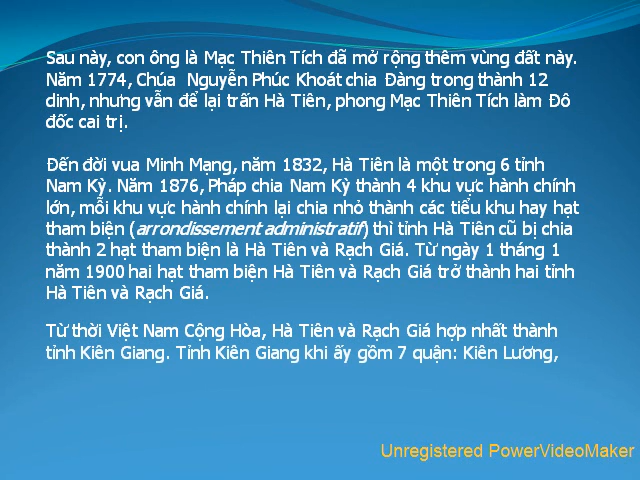 Sau này, con ông là Mạc Thiên Tích đã mở rộng thêm vùng đất này.
Năm 1774, Chúa  Nguyễn Phúc Khoát chia Đàng trong thành 12
dinh, nhưng vẫn để lại trấn Hà Tiên, phong Mạc Thiên Tích làm Đô
đốc cai trị.
Đến đời vua Minh Mạng, năm 1832, Hà Tiên là một trong 6 tỉnh
Nam Kỳ. Năm 1876, Pháp chia Nam Kỳ thành 4 khu vực hành chính
lớn, mỗi khu vực hành chính lại chia nhỏ thành các tiểu khu hay hạt
tham biện (arrondissement administratif) thì tỉnh Hà Tiên cũ bị chia
thành 2 hạt tham biện là Hà Tiên và Rạch Giá. Từ ngày 1 tháng 1
năm 1900 hai hạt tham biện Hà Tiên và Rạch Giá trở thành hai tỉnh
Hà Tiên và Rạch Giá.
Từ thời Việt Nam Cộng Hòa, Hà Tiên và Rạch Giá hợp nhất thành
tỉnh Kiên Giang. Tỉnh Kiên Giang khi ấy gồm 7 quận: Kiên Lương,
Unregistered PowerVideoMaker